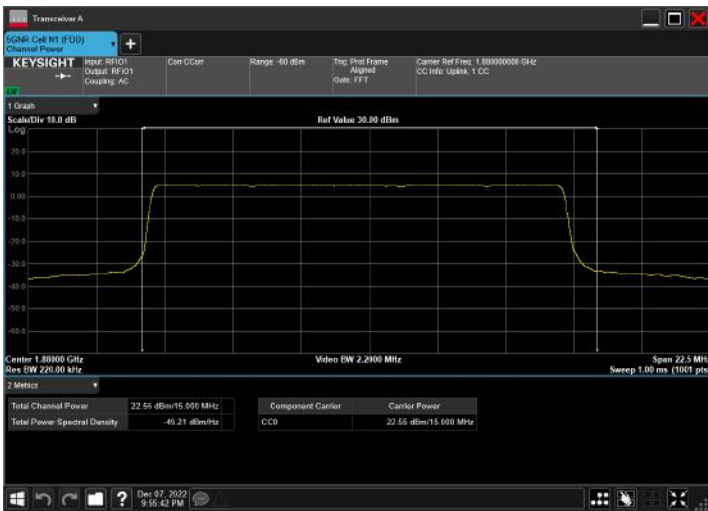 Transceiver A
5GNR Cell N1 (FDD)
Channel Power
KEYSIGHT
Input: RFIO1
Output: RFIO1
Coupling: AC
Corr CCorr
Range: -60 dBm
Trig: Prot Frame
Aligned
Gate: FFT
Carrier Ref Freq: 1.880000000 GHz
CC Info: Uplink, 1 CC
1 Graph
Scale/Div 10.0 dB
Ref Value 30.00 dBm
Log
20.0
10.0
0.00
-10.0
-20.0
-30.0
-40.0
-50.0
-60.0
Center 1.88000 GHz
Video BW 2.2000 MHz
Span 22.5 MHz
Res BW 220.00 kHz
Sweep 1.00 ms (1001 pts
2 Metrics
Total Channel Power 22.55 dBm/15.000 MHz
Total Power Spectral Density -49.21 dBm/Hz
Component Carrier Carrier Power
CC0 22.55 dBm/15.000 MHz
?
Dec 07, 2022
9:55:42 PM